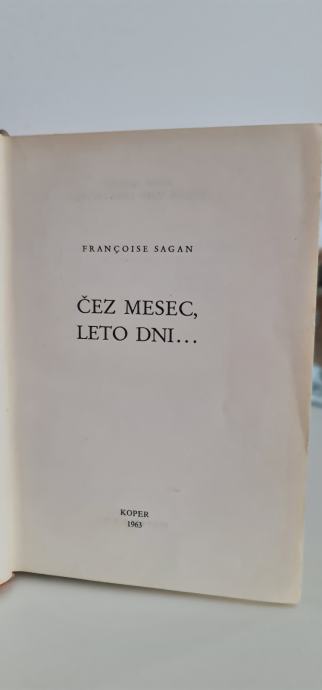 FRANÇOISE SAGAN
ČEZ MESEC,
LETO DNI...
KOPER
1963